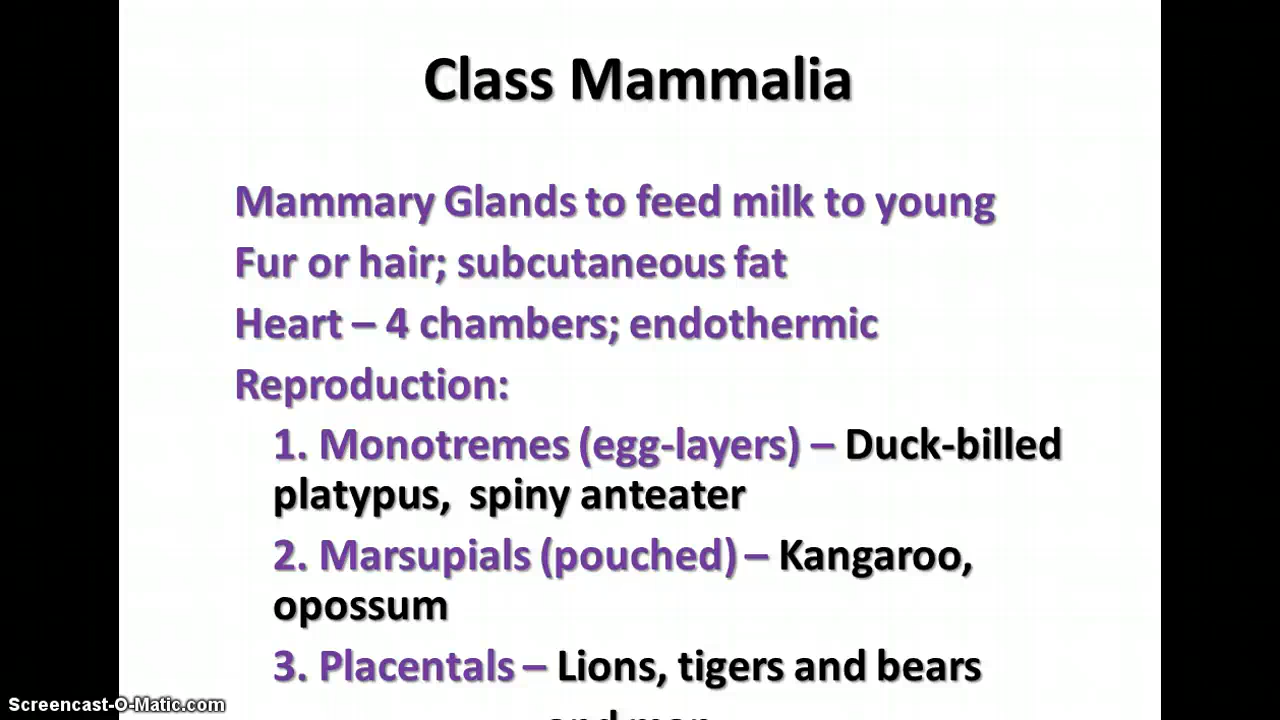 Class Mammalia
Mammary Glands to feed milk to young
Fur or hair; subcutaneous fat
Heart – 4 chambers; endothermic
Reproduction:
1. Monotremes (egg-layers) – Duck-billed
platypus,  spiny anteater
2. Marsupials (pouched) – Kangaroo,
opossum
3. Placentals – Lions, tigers and bears
Screencast-O-Matic.com